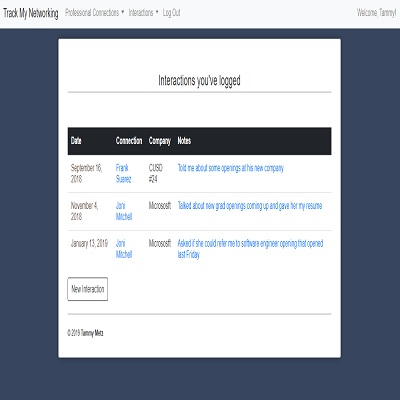 Track My Networking Professional Connections Interactions Log Out Welcome, Tammy!
Interactions you've logged
Date Connection Company Notes
September 16, Frank CUSD Told me about some openings at his new company
2018 Suarez #24
November 4, Joni Micrososft Talked about new grad openings coming up and gave her my resume
2018 Mitchell
January 13, 2019 Joni Micrososft Asked if she could refer me to software engineer opening that opened
Mitchell last Friday
New Interaction
© 2019 Tammy Metz